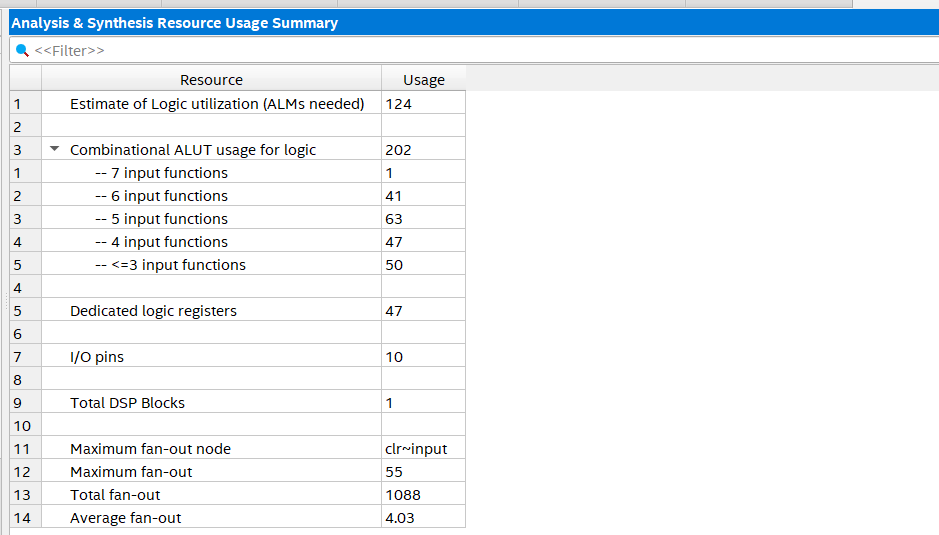 Analysis & Synthesis Resource Usage Summary
<<Filter>>
Resource Usage
1 Estimate of Logic utilization (ALMs needed) 124
2
3 Combinational ALUT usage for logic 202
1 -- 7 input functions 1
2 -- 6 input functions 41
3 -- 5 input functions 63
4 -- 4 input functions 47
5 -- <=3 input functions 50
4
5 Dedicated logic registers 47
6
7 I/O pins 10
8
9 Total DSP Blocks 1
10
11 Maximum fan-out node clr~input
12 Maximum fan-out 55
13 Total fan-out 1088
14 Average fan-out 4.03